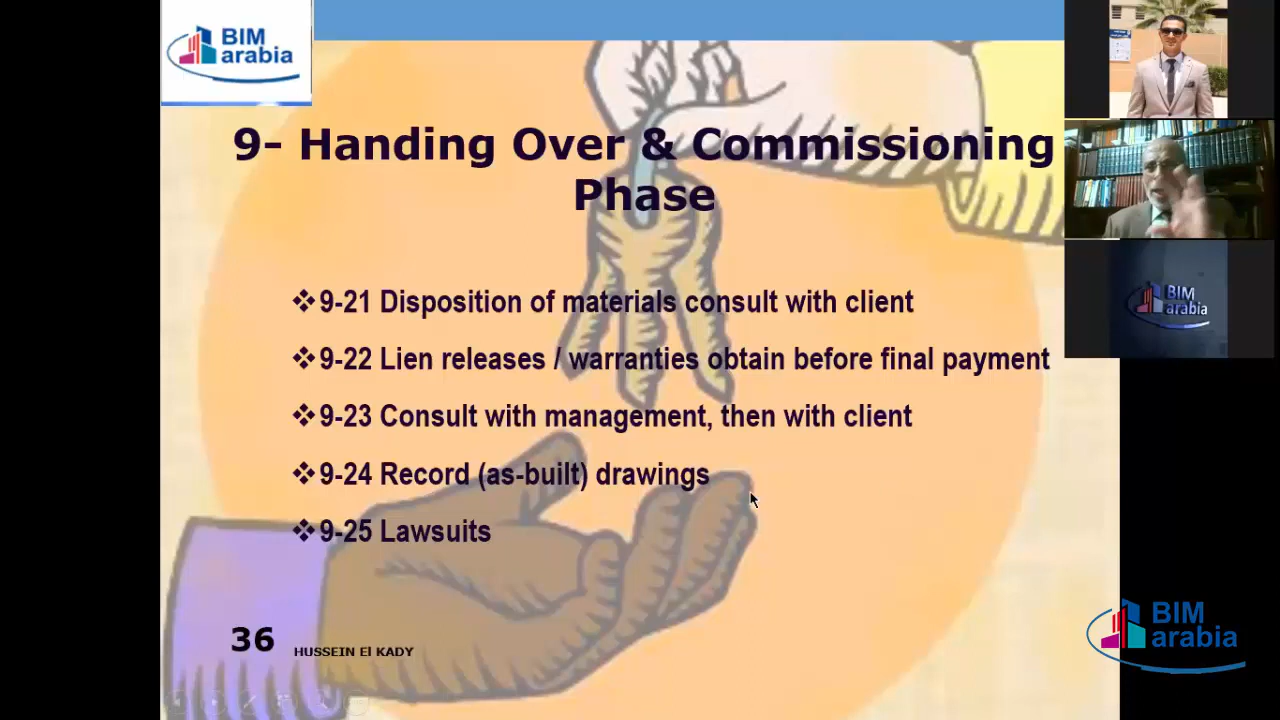 BIM
arabia
9- Handing Over & Commissioning
Phase
❖9-21 Disposition of materials consult with client
❖9-22 Lien releases / warranties obtain before final payment
❖9-23 Consult with management, then with client
❖9-24 Record (as-built) drawings
❖9-25 Lawsuits
36
HUSSEIN El KADY
BIM
arabia
BIM
arabia